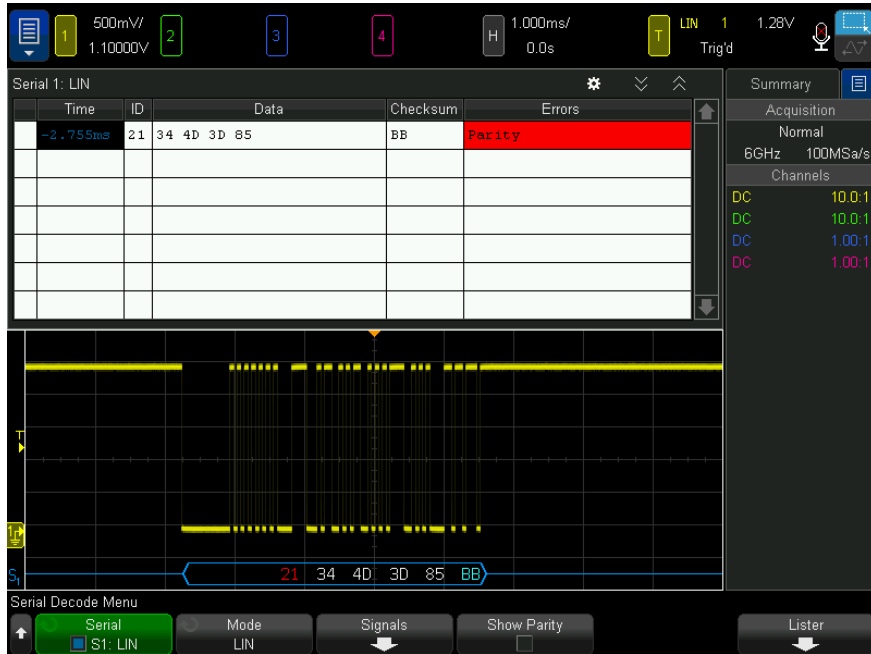 1 500mV/ 1.10000V 2 3 4 H 1.000ms/ 0.0s T LIN 1 1.28V Trig'd
Serial 1: LIN
Summary
Time ID Data Checksum Errors
-2.755ms 21 34 4D 3D 85 BB Parity
Acquisition
Normal
6GHz 100MSa/s
Channels
DC 10.0:1
DC 10.0:1
DC 1.00:1
DC 1.00:1
T
1
S1 21 34 4D 3D 85 BB
Serial Decode Menu
Serial Mode Signals Show Parity Lister
S1: LIN LIN